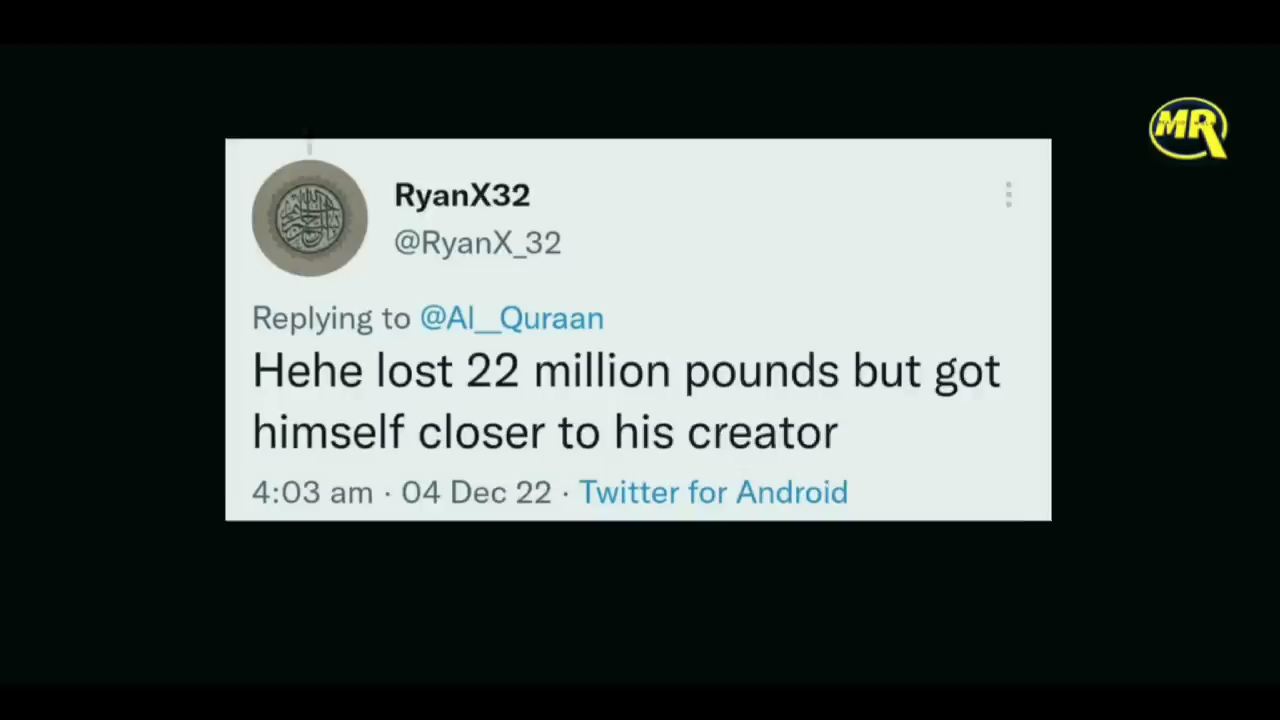 MR
RyanX32
@RyanX_32
Replying to @Al__Quraan
Hehe lost 22 million pounds but got
himself closer to his creator
4:03 am · 04 Dec 22 · Twitter for Android